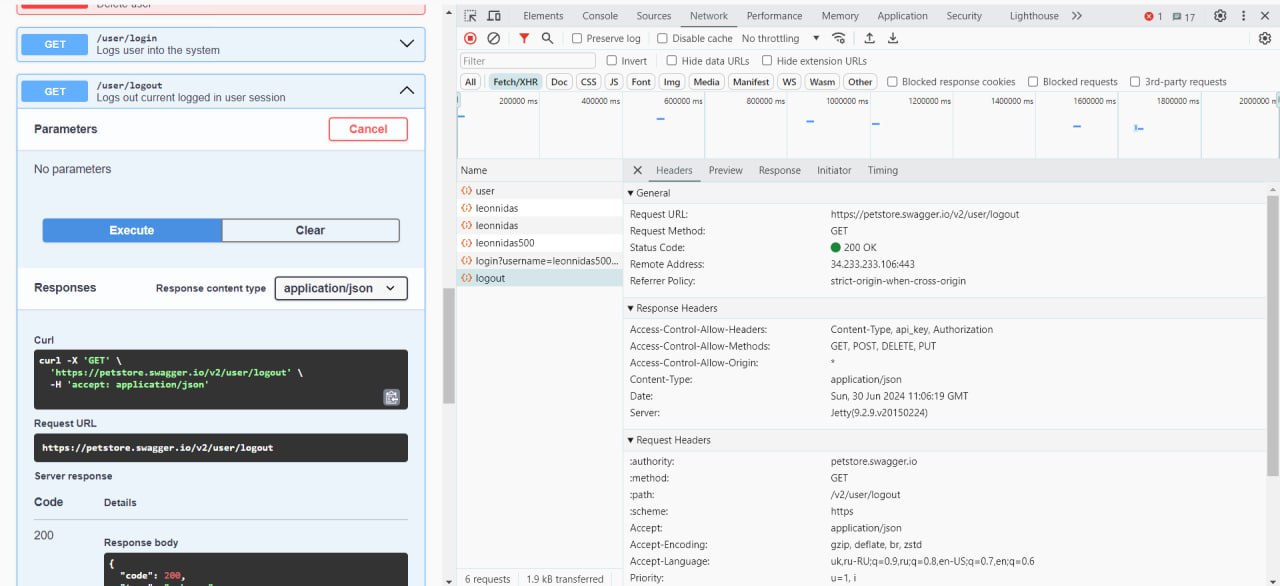 Delete user
GET /user/login
Logs user into the system
GET /user/logout
Logs out current logged in user session
Parameters
Cancel
No parameters
Execute
Clear
Responses
Response content type
application/json
Curl
curl -X 'GET' \
'https://petstore.swagger.io/v2/user/logout' \
-H 'accept: application/json'
Request URL
https://petstore.swagger.io/v2/user/logout
Server response
Code Details
200
Response body
{
"code": 200,
Elements Console Sources Network Performance Memory Application Security Lighthouse 1 17
Preserve log Disable cache No throttling
Filter Invert Hide data URLs Hide extension URLs
All Fetch/XHR Doc CSS JS Font Img Media Manifest WS Wasm Other Blocked response cookies Blocked requests 3rd-party requests
200000 ms 400000 ms 600000 ms 800000 ms 1000000 ms 1200000 ms 1400000 ms 1600000 ms 1800000 ms 2000000 m
Name
user
leonnidas
leonnidas
leonnidas500
login?username=leonnidas500...
logout
6 requests 1.9 kB transferred
Headers Preview Response Initiator Timing
General
Request URL: https://petstore.swagger.io/v2/user/logout
Request Method: GET
Status Code: 200 OK
Remote Address: 34.233.233.106:443
Referrer Policy: strict-origin-when-cross-origin
Response Headers
Access-Control-Allow-Headers: Content-Type, api_key, Authorization
Access-Control-Allow-Methods: GET, POST, DELETE, PUT
Access-Control-Allow-Origin: *
Content-Type: application/json
Date: Sun, 30 Jun 2024 11:06:19 GMT
Server: Jetty(9.2.9.v20150224)
Request Headers
:authority: petstore.swagger.io
:method: GET
:path: /v2/user/logout
:scheme: https
Accept: application/json
Accept-Encoding: gzip, deflate, br, zstd
Accept-Language: uk,ru-RU;q=0.9,ru;q=0.8,en-US;q=0.7,en;q=0.6
Priority: u=1, i